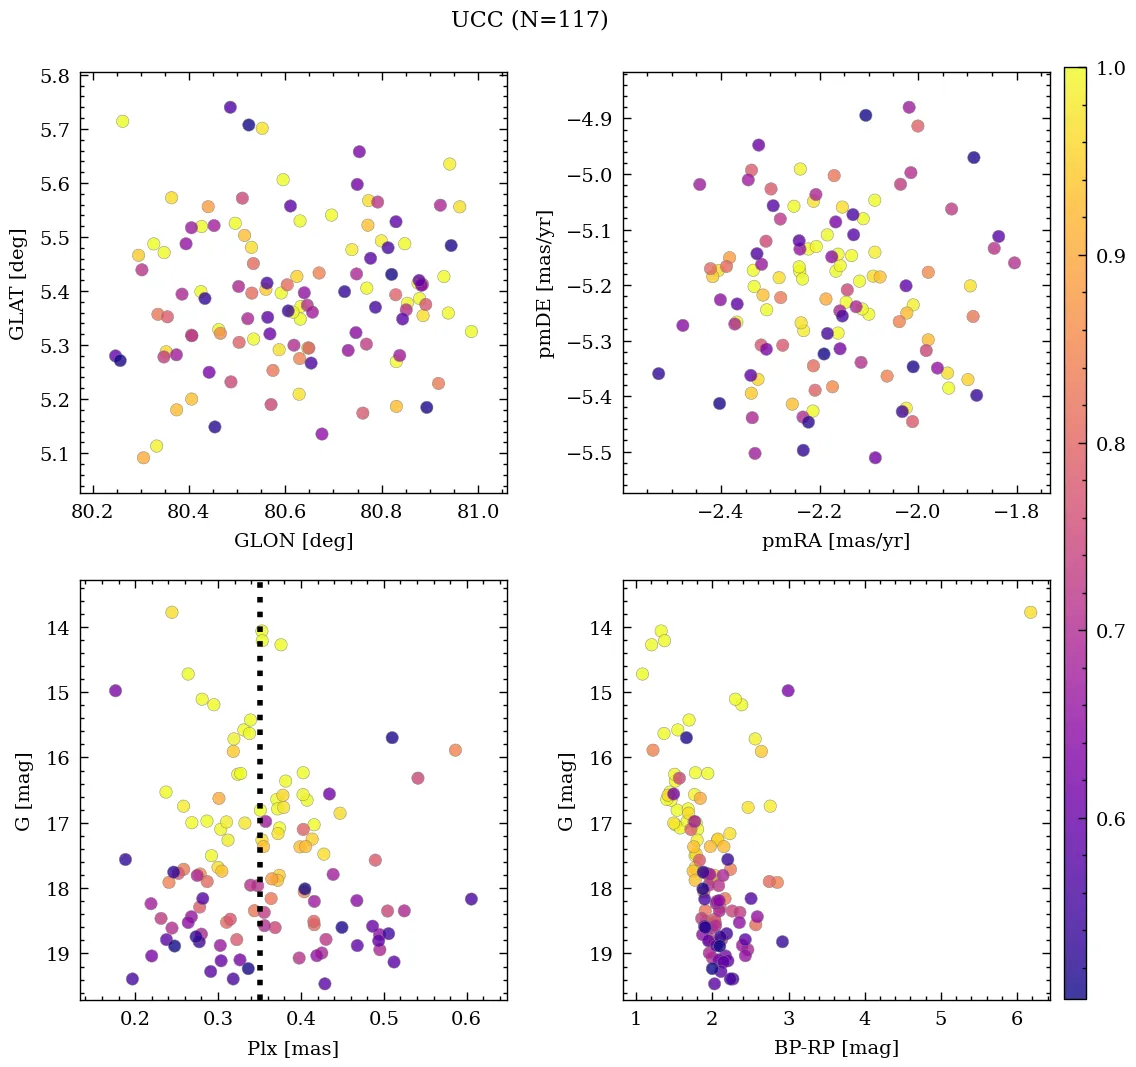 UCC (N=117)
5.8
5.7
5.6
5.5
5.4
5.3
5.2
5.1
GLAT [deg]
80.2 80.4 80.6 80.8 81.0
GLON [deg]
−4.9
−5.0
−5.1
−5.2
−5.3
−5.4
−5.5
pmDE [mas/yr]
−2.4 −2.2 −2.0 −1.8
pmRA [mas/yr]
14
15
16
17
18
19
G [mag]
0.2 0.3 0.4 0.5 0.6
Plx [mas]
14
15
16
17
18
19
G [mag]
1 2 3 4 5 6
BP-RP [mag]
1.0
0.9
0.8
0.7
0.6